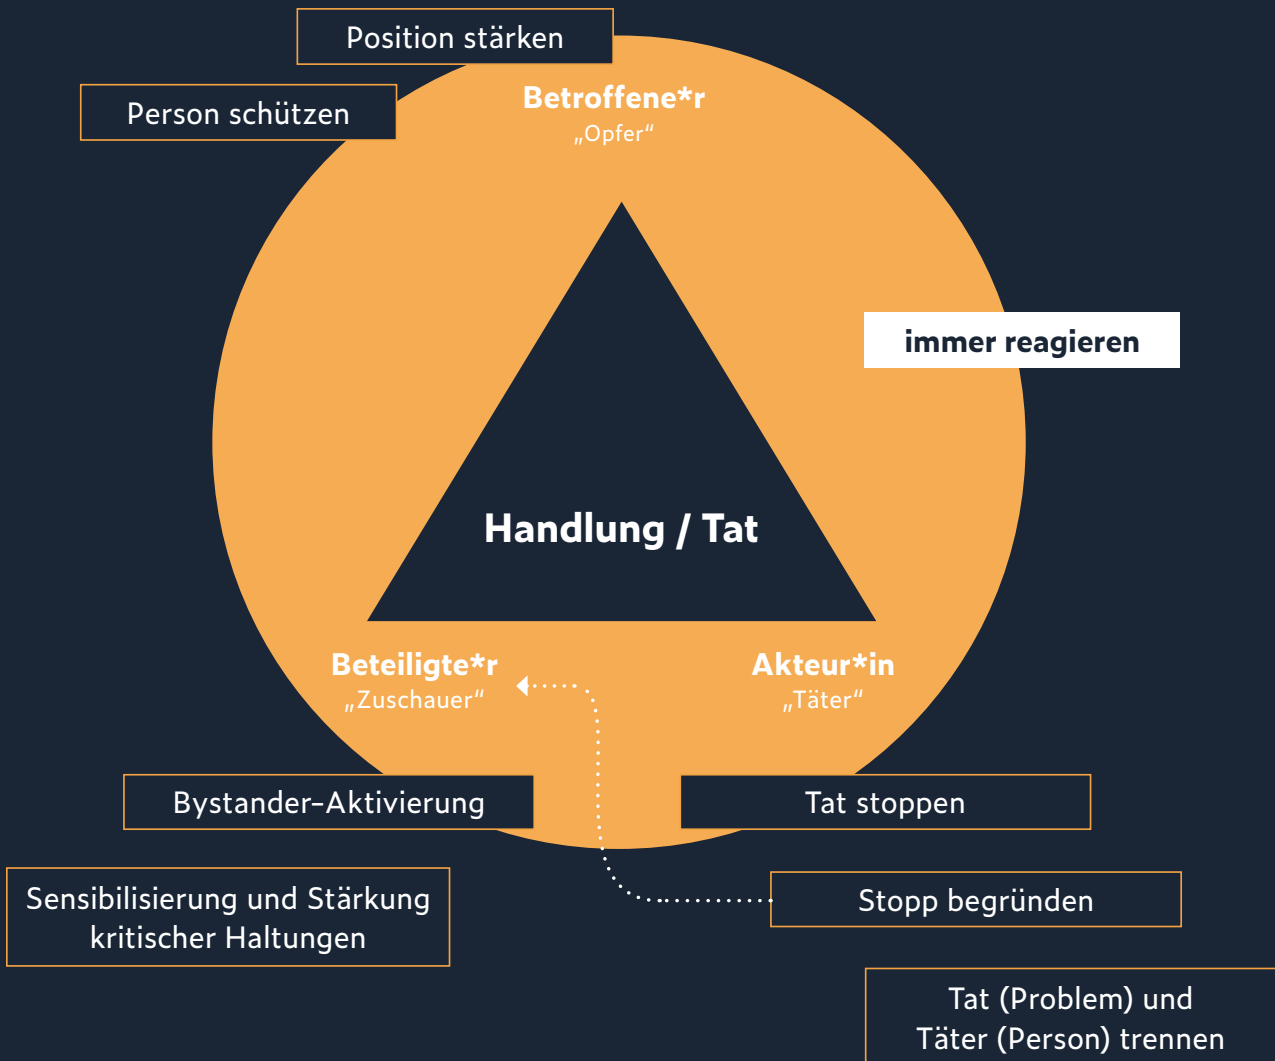 Position stärken
Person schützen
Betroffene*r
„Opfer“
immer reagieren
Handlung / Tat
Beteiligte*r
„Zuschauer“
Akteur*in
„Täter“
Bystander-Aktivierung
Tat stoppen
Sensibilisierung und Stärkung
kritischer Haltungen
Stopp begründen
Tat (Problem) und
Täter (Person) trennen